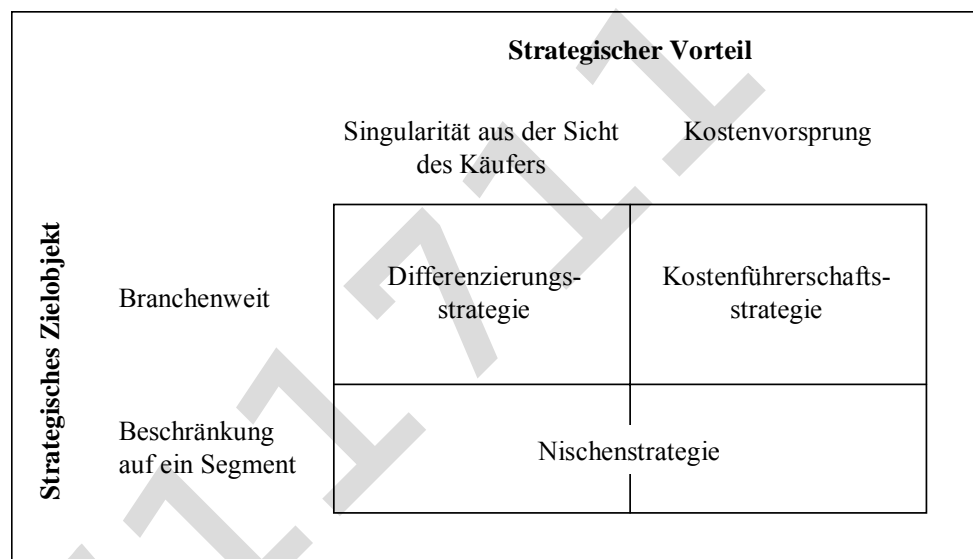 Strategischer Vorteil
Singularität aus der Sicht
des Käufers
Kostenvorsprung
Strategisches Zielobjekt
Branchenweit
Differenzierungs-
strategie
Kostenführerschafts-
strategie
Beschränkung
auf ein Segment
Nischenstrategie